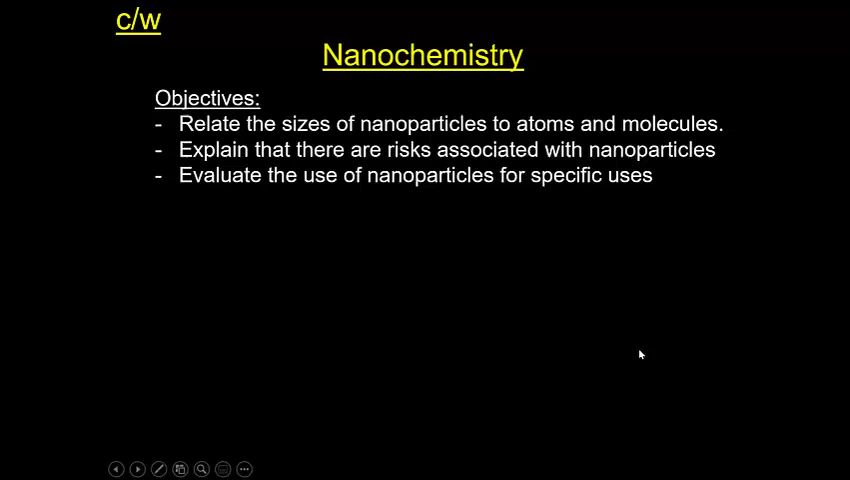 c/w
Nanochemistry
Objectives:
- Relate the sizes of nanoparticles to atoms and molecules.
- Explain that there are risks associated with nanoparticles
- Evaluate the use of nanoparticles for specific uses